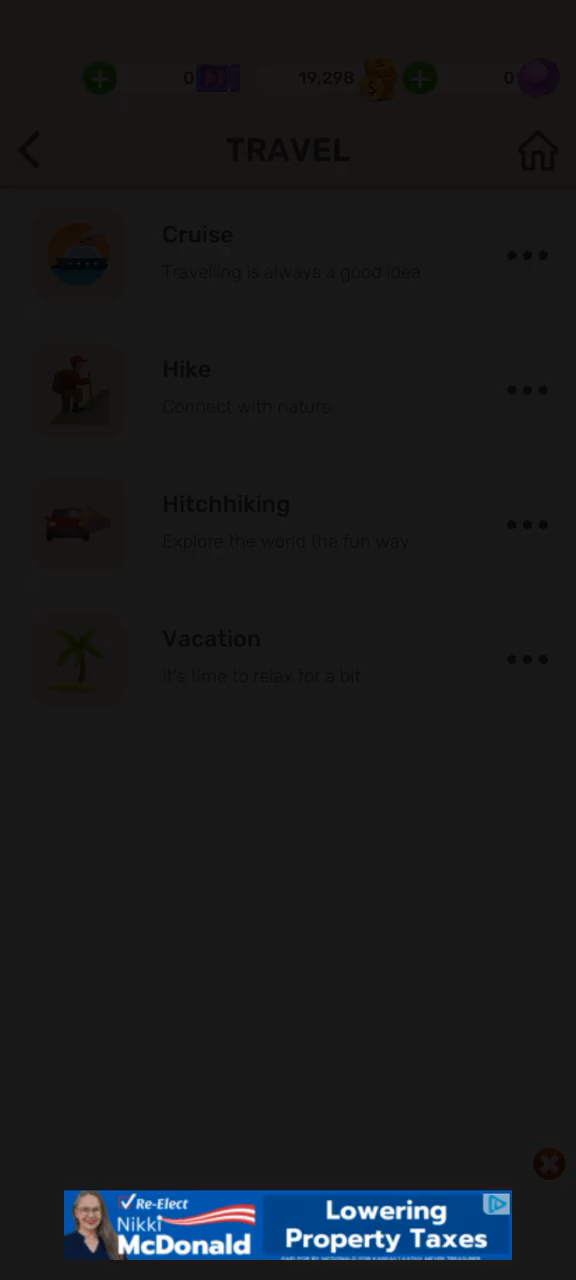 0
19,298
0
TRAVEL
Cruise
Travelling is always a good idea
Hike
Connect with nature
Hitchhiking
Explore the world the fun way
Vacation
It's time to relax for a bit
Re-Elect
Nikki
McDonald
Lowering
Property Taxes